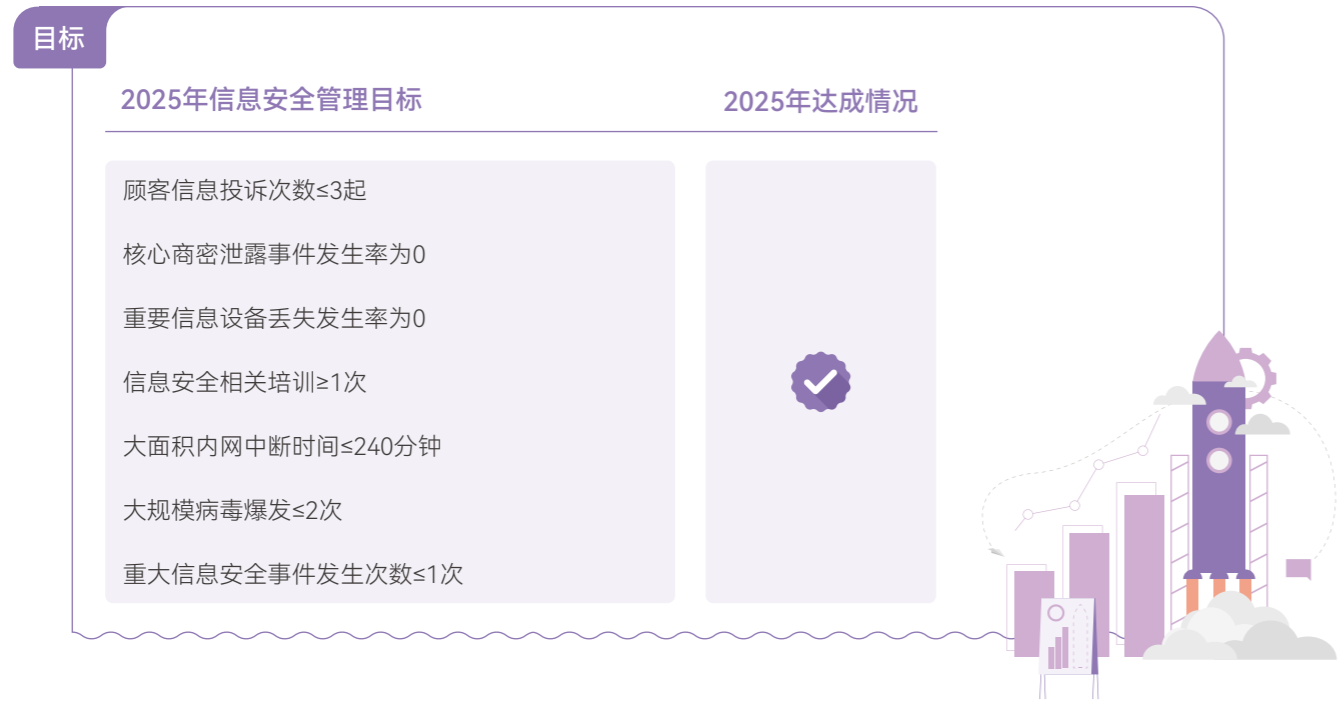 目标
2025年信息安全管理目标
2025年达成情况
顾客信息投诉次数≤3起
核心商密泄露事件发生率为0
重要信息设备丢失发生率为0
信息安全相关培训≥1次
大面积内网中断时间≤240分钟
大规模病毒爆发≤2次
重大信息安全事件发生次数≤1次